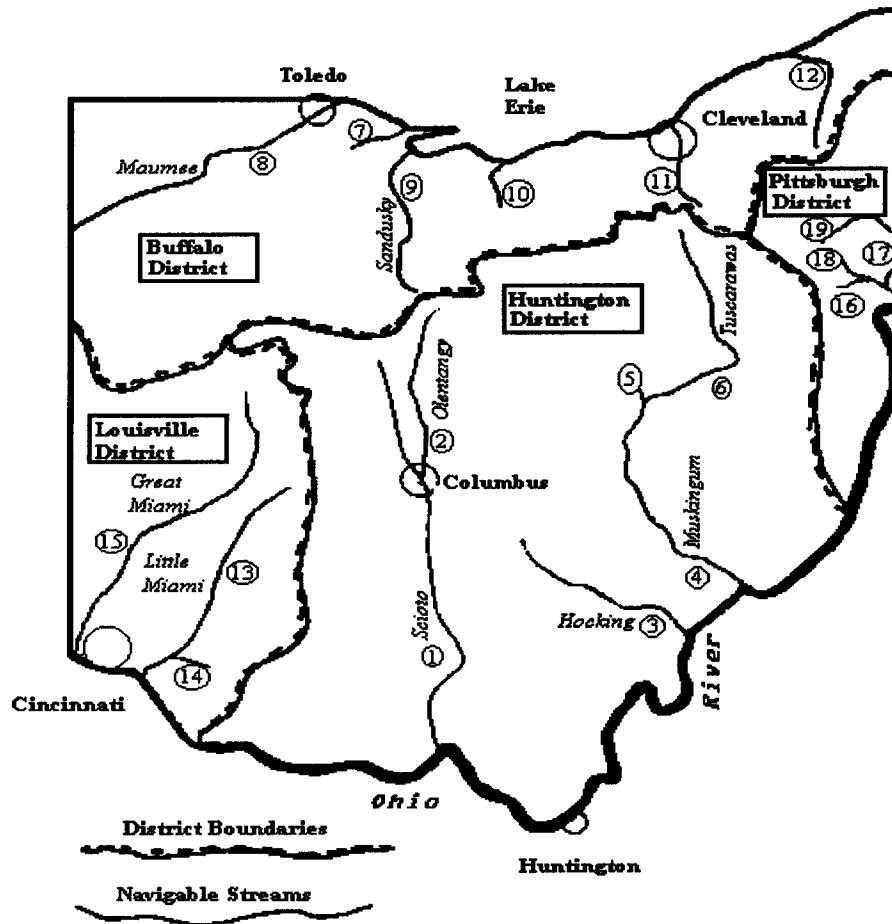 Toledo
Lake
Erie
12
Cleveland
7
Maumee
8
9
10
11
Pittsburgh
District
Sandusky
19
Buffalo
District
18
17
Tuscarawas
16
Huntington
District
Olentangy
5
6
Louisville
District
2
Great
Miami
Columbus
Muskingum
15
Little
Miami
13
4
Hocking
3
Scioto
1
14
River
Cincinnati
Ohio
District Boundaries
Huntington
Navigable Streams